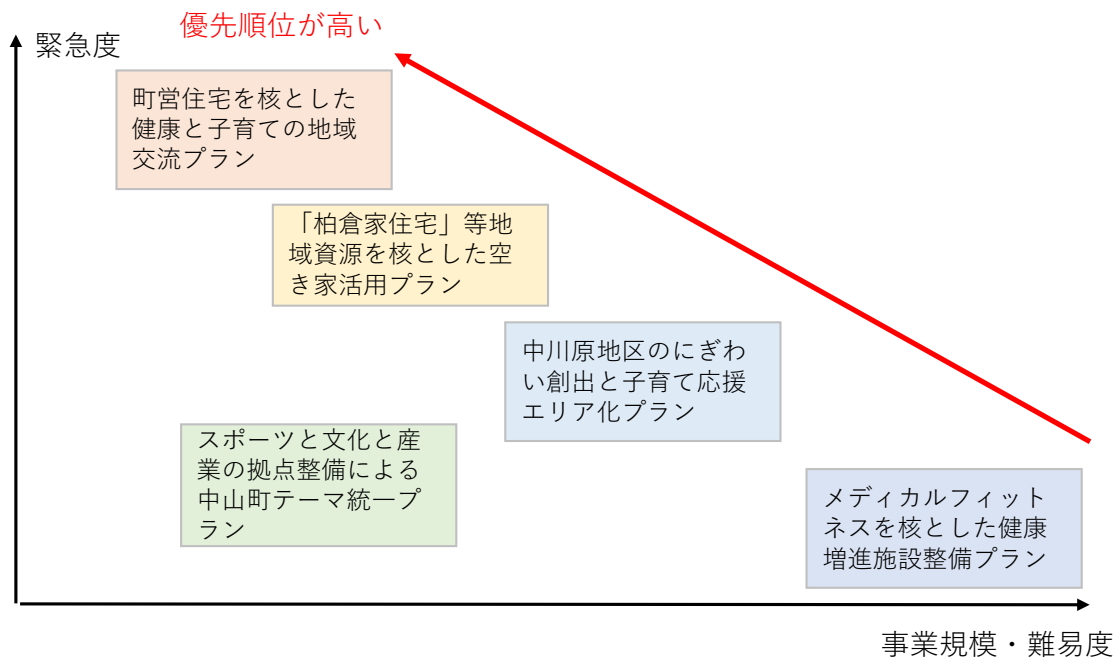 優先順位が高い
緊急度
町営住宅を核とした
健康と子育ての地域
交流プラン
「柏倉家住宅」等地
域資源を核とした空
き家活用プラン
中川原地区のにぎわ
い創出と子育て応援
エリア化プラン
スポーツと文化と産
業の拠点整備による
中山町テーマ統一プ
ラン
メディカルフィット
ネスを核とした健康
増進施設整備プラン
事業規模・難易度